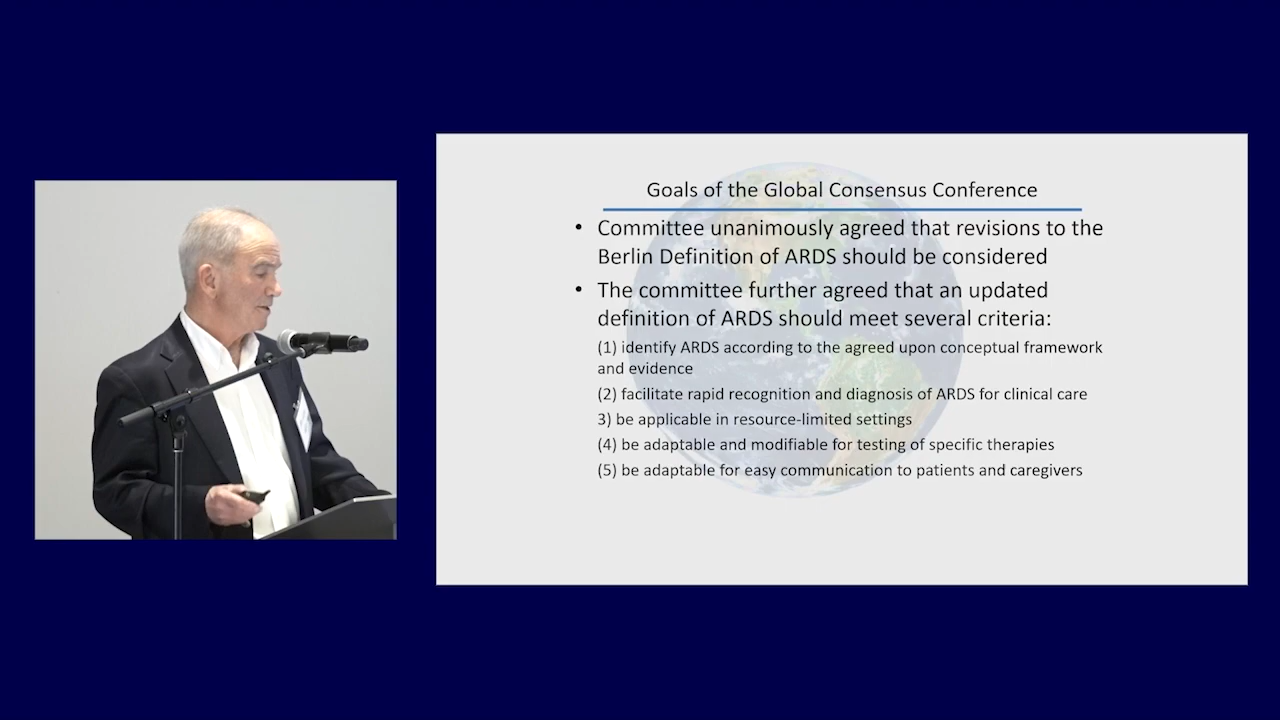 Goals of the Global Consensus Conference
• Committee unanimously agreed that revisions to the
Berlin Definition of ARDS should be considered
• The committee further agreed that an updated
definition of ARDS should meet several criteria:
(1) identify ARDS according to the agreed upon conceptual framework
and evidence
(2) facilitate rapid recognition and diagnosis of ARDS for clinical care
3) be applicable in resource-limited settings
(4) be adaptable and modifiable for testing of specific therapies
(5) be adaptable for easy communication to patients and caregivers